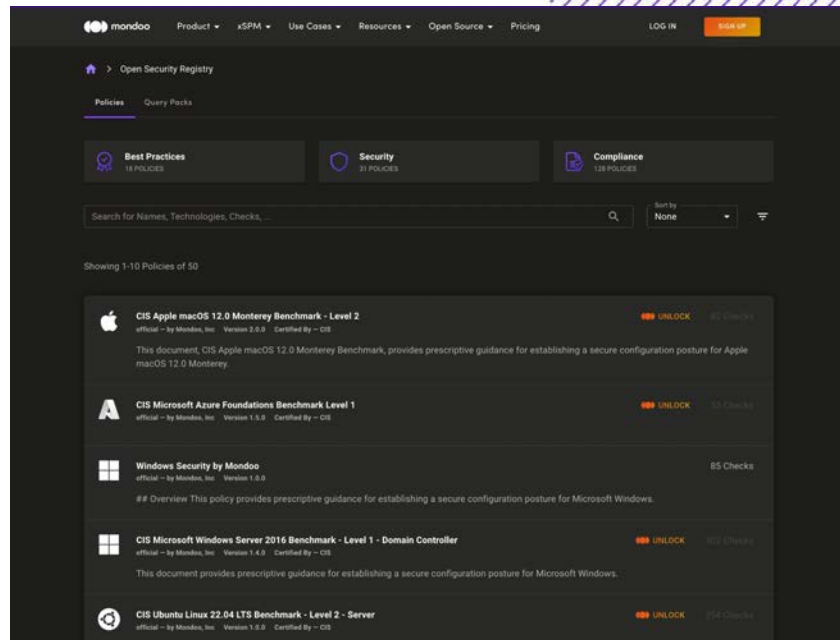 mondoo
Product
xSPM
Use Cases
Resources
Open Source
Pricing
LOG IN
SIGN UP
> Open Security Registry
Policies
Query Packs
Best Practices
18 POLICIES
Security
31 POLICIES
Compliance
128 POLICIES
Search for Names, Technologies, Checks, ...
Sort by
None
Showing 1-10 Policies of 50
CIS Apple macOS 12.0 Monterey Benchmark - Level 2
UNLOCK
Checks
official – by Mondoo, Inc Version 2.0.0 Certified By – CIS
This document, CIS Apple macOS 12.0 Monterey Benchmark, provides prescriptive guidance for establishing a secure configuration posture for Apple
macOS 12.0 Monterey.
CIS Microsoft Azure Foundations Benchmark Level 1
UNLOCK
Checks
official – by Mondoo, Inc Version 1.5.0 Certified By – CIS
Windows Security by Mondoo
85 Checks
official – by Mondoo, Inc Version 1.0.0
## Overview This policy provides prescriptive guidance for establishing a secure configuration posture for Microsoft Windows.
CIS Microsoft Windows Server 2016 Benchmark - Level 1 - Domain Controller
UNLOCK
Checks
official – by Mondoo, Inc Version 1.4.0 Certified By – CIS
This document provides prescriptive guidance for establishing a secure configuration posture for Microsoft Windows.
CIS Ubuntu Linux 22.04 LTS Benchmark - Level 2 - Server
UNLOCK
Checks
official – by Mondoo, Inc Version 1.0.0 Certified By – CIS